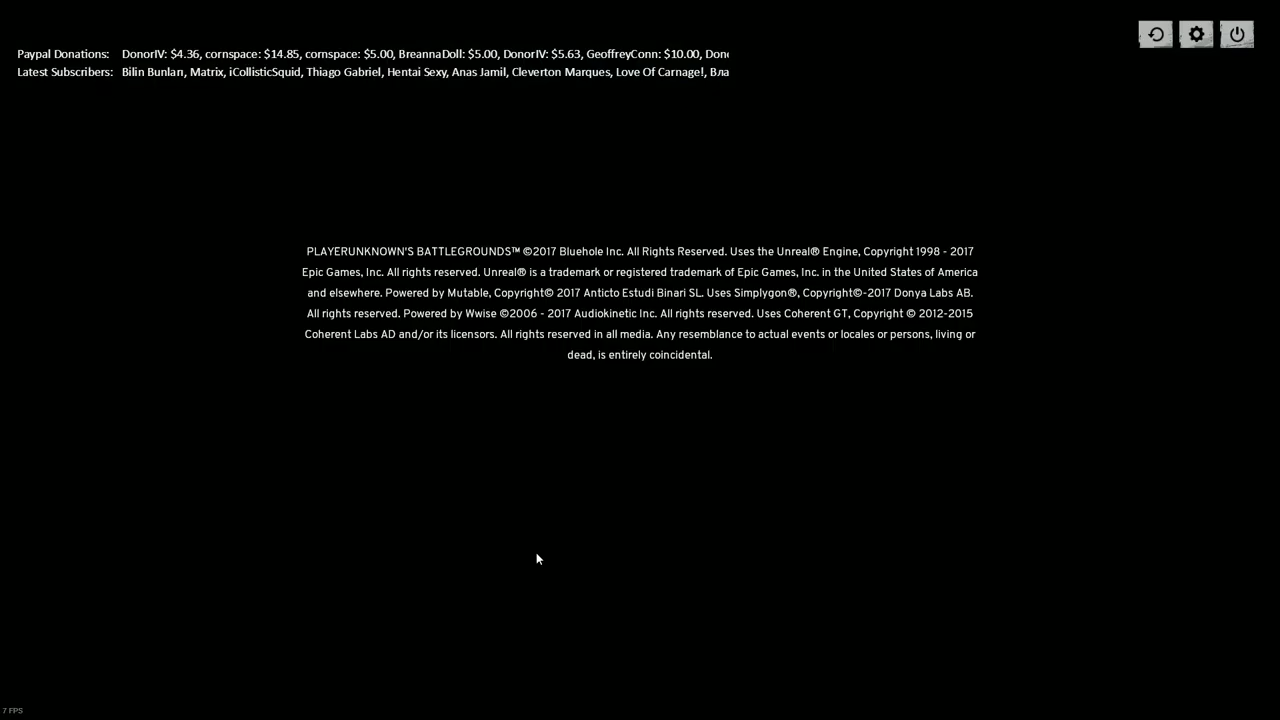 Paypal Donations: DonorIV: $4.36, cornspace: $14.85, cornspace: $5.00, BreannaDoll: $5.00, DonorIV: $5.63, GeoffreyConn: $10.00, Don
Latest Subscribers: Bilin Bunları, Matrix, iCollisticSquid, Thiago Gabriel, Hentai Sexy, Anas Jamil, Cleverton Marques, Love Of Carnage!, Вла
PLAYERUNKNOWN'S BATTLEGROUNDS™ ©2017 Bluehole Inc. All Rights Reserved. Uses the Unreal® Engine, Copyright 1998 - 2017
Epic Games, Inc. All rights reserved. Unreal® is a trademark or registered trademark of Epic Games, Inc. in the United States of America
and elsewhere. Powered by Mutable, Copyright© 2017 Anticto Estudi Binari SL. Uses Simplygon®, Copyright©-2017 Donya Labs AB.
All rights reserved. Powered by Wwise ©2006 - 2017 Audiokinetic Inc. All rights reserved. Uses Coherent GT, Copyright © 2012-2015
Coherent Labs AD and/or its licensors. All rights reserved in all media. Any resemblance to actual events or locales or persons, living or
dead, is entirely coincidental.
7 FPS